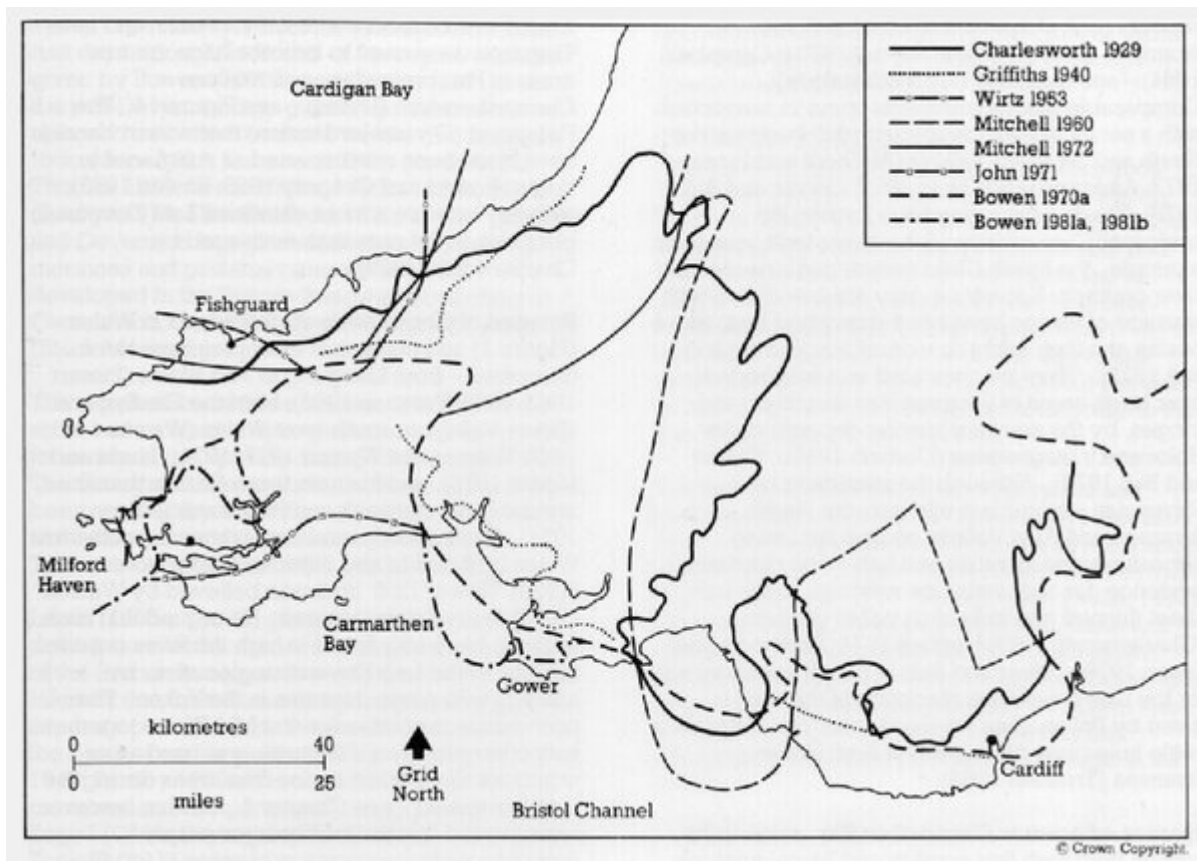 Charlesworth 1929
Griffiths 1940
Wirtz 1953
Mitchell 1960
Mitchell 1972
John 1971
Bowen 1970a
Bowen 1981a, 1981b
Cardigan Bay
Fishguard
Milford
Haven
Carmarthen
Bay
Gower
kilometres
0 40
0 25
miles
Grid
North
Bristol Channel
Cardiff
© Crown Copyright.